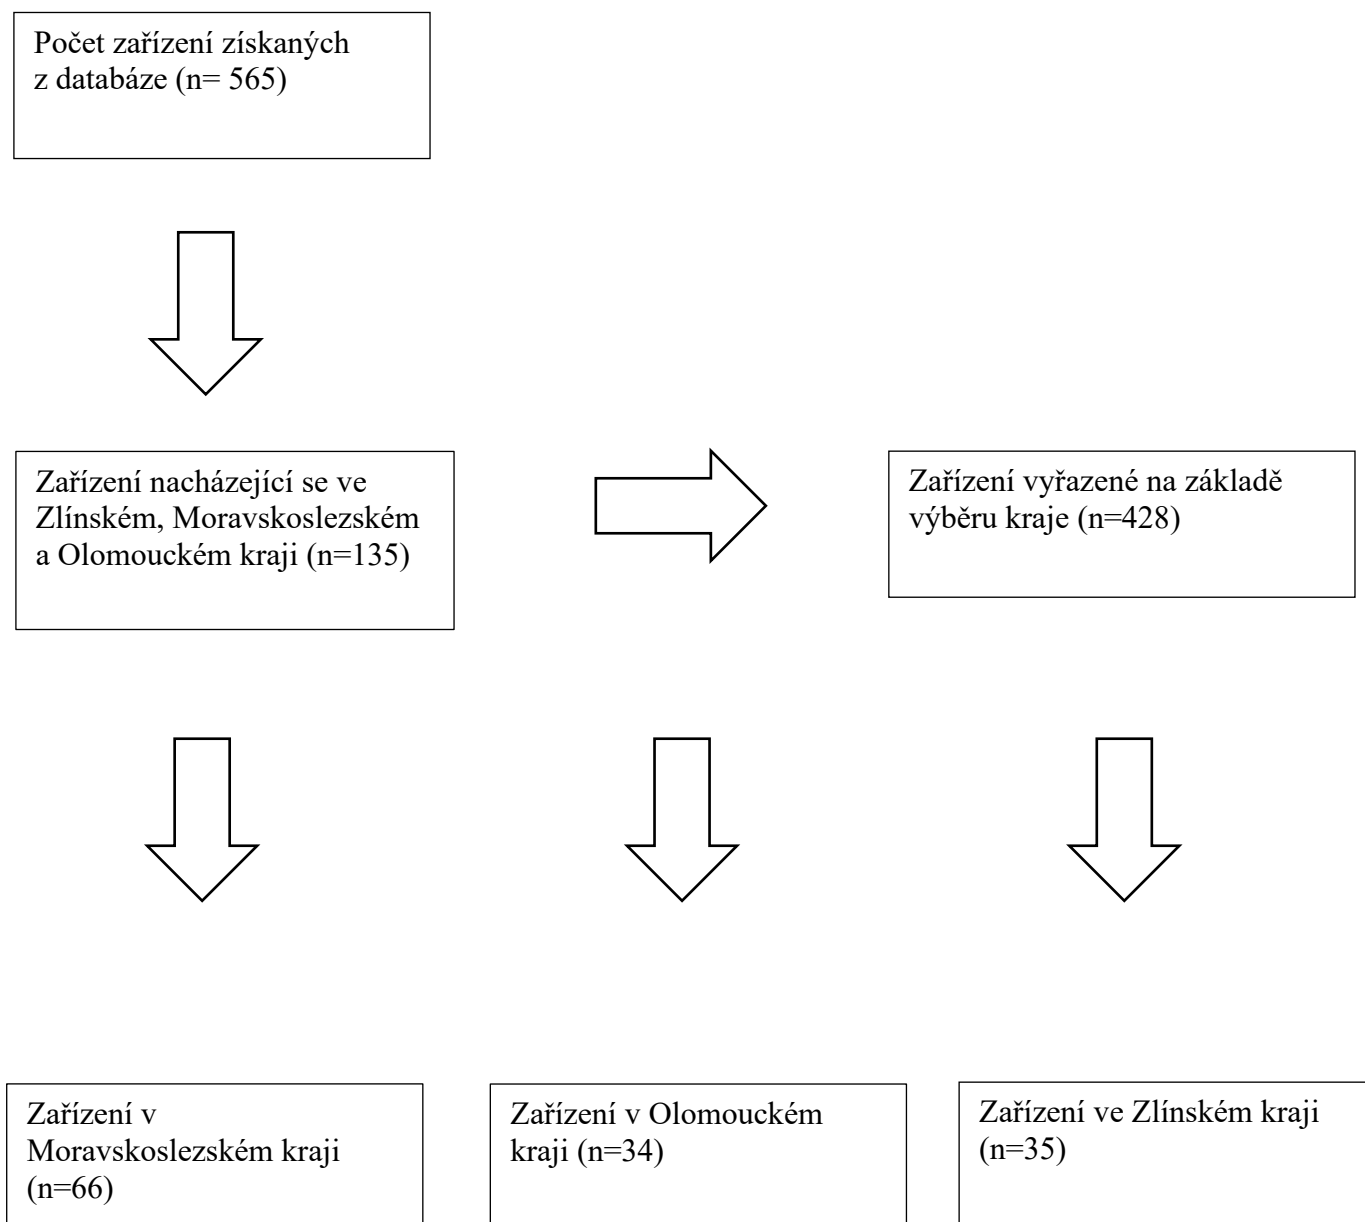 Počet zařízení získaných
z databáze (n= 565)
Zařízení nacházející se ve
Zlínském, Moravskoslezském
a Olomouckém kraji (n=135)
Zařízení vyřazené na základě
výběru kraje (n=428)
Zařízení v
Moravskoslezském kraji
(n=66)
Zařízení v Olomouckém
kraji (n=34)
Zařízení ve Zlínském kraji
(n=35)